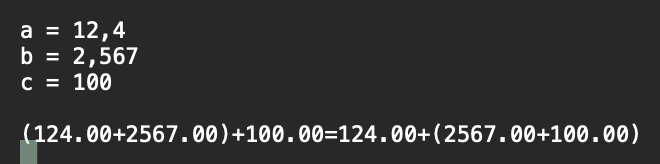 a = 12,4
b = 2,567
c = 100
(124.00+2567.00)+100.00=124.00+(2567.00+100.00)